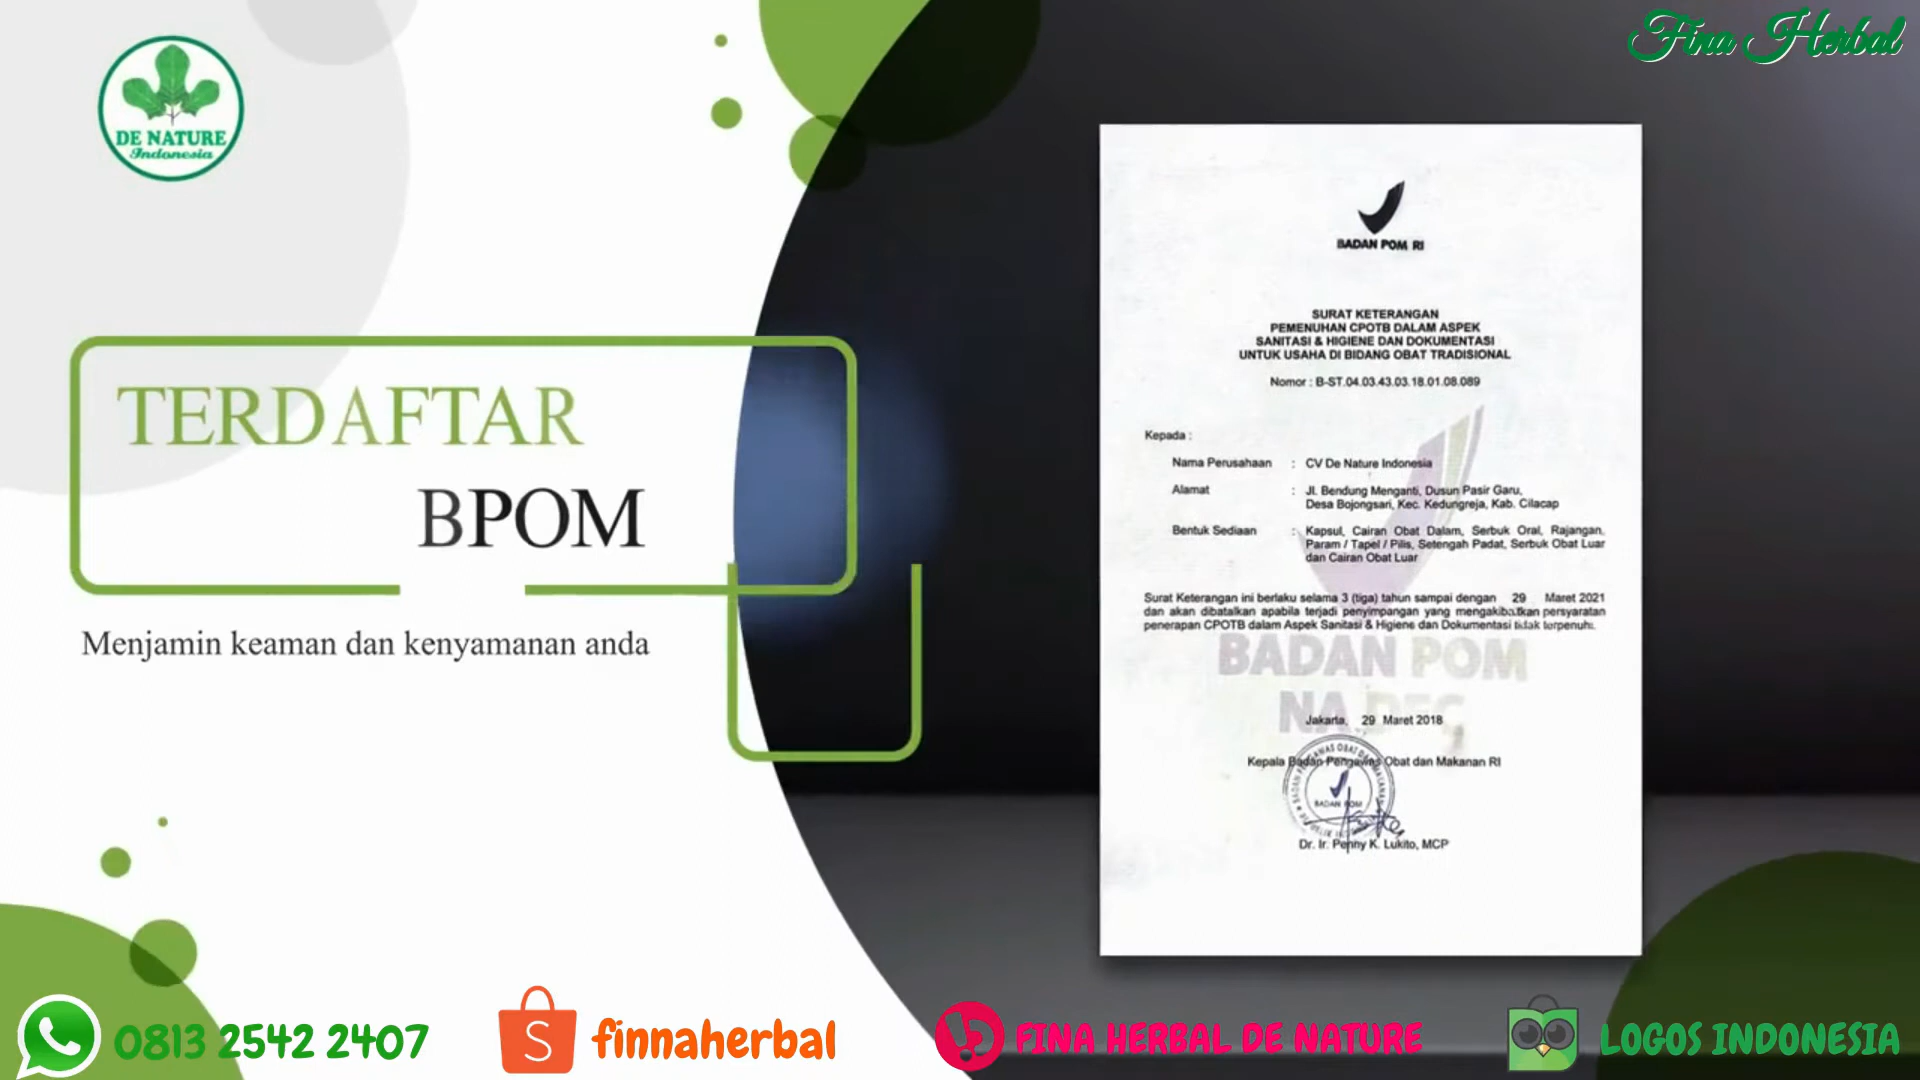 Fina Herbal
DE NATURE
Indonesia
TERDAFTAR
BPOM
Menjamin keaman dan kenyamanan anda
BADAN POM RI
SURAT KETERANGAN
PEMENUHAN CPOTB DALAM ASPEK
SANITASI & HIGIENE DAN DOKUMENTASI
UNTUK USAHA DI BIDANG OBAT TRADISIONAL
Nomor : B-ST.04.03.43.03.18.01.08.089
Kepada :
Nama Perusahaan : CV De Nature Indonesia
Alamat : Jl. Bendung Menganti, Dusun Pasir Garu,
Desa Bojongsari, Kec. Kedungreja, Kab. Cilacap
Bentuk Sediaan : Kapsul, Cairan Obat Dalam, Serbuk Oral, Rajangan,
Param / Tapel / Pilis, Setengah Padat, Serbuk Obat Luar
dan Cairan Obat Luar
Surat Keterangan ini berlaku selama 3 (tiga) tahun sampai dengan 29 Maret 2021
dan akan dibatalkan apabila terjadi penyimpangan yang mengakibatkan persyaratan
penerapan CPOTB dalam Aspek Sanitasi & Higiene dan Dokumentasi tidak terpenuhi.
BADAN POM
Jakarta, 29 Maret 2018
Kepala Badan Pengawas Obat dan Makanan RI
BADAN POM
Dr. Ir. Penny K. Lukito, MCP
0813 2542 2407
finnaherbal
FINA HERBAL DE NATURE
LOGOS INDONESIA